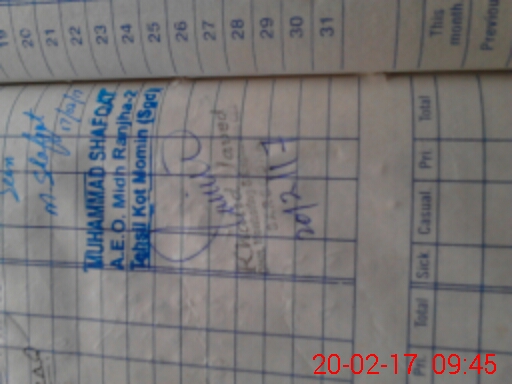 19
20
21
22
23
24
25
26
27
28
29
30
31
This month
Previous
Seen
M. Shafqat
17/02/17
MUHAMMAD SHAFQAT
A.E.O. Midh Ranjha-2
Tehsil Kot Momin (Sgd)
20/2/17
Pri.
Total
Sick
Casual
Pri.
Total
20-02-17 09:45